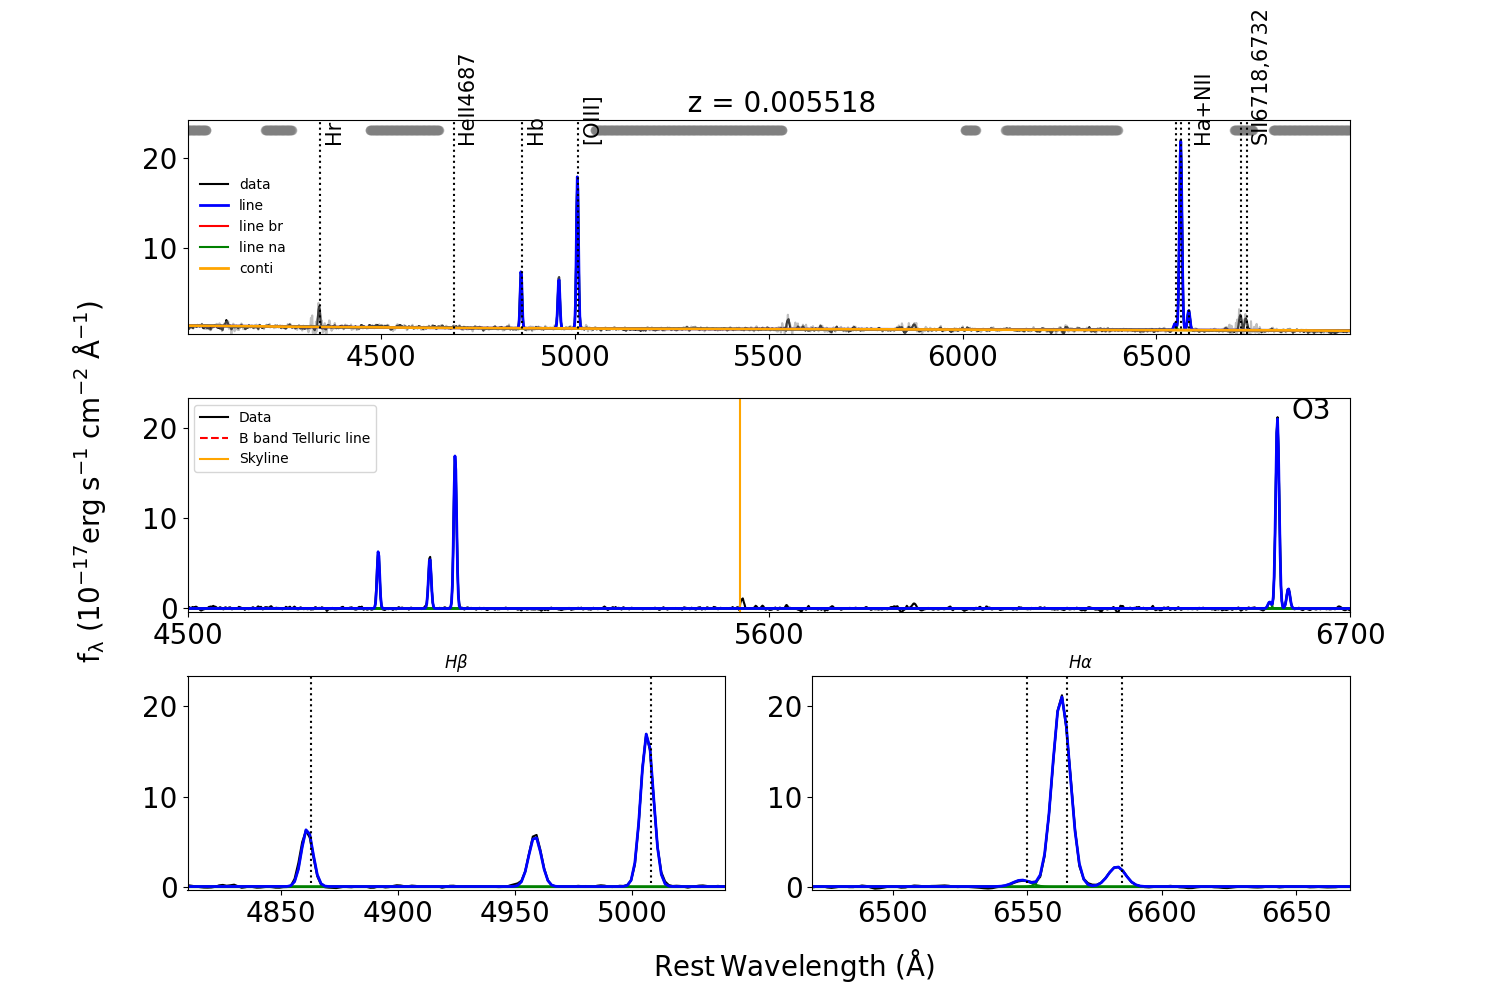 z = 0.005518
Hr
HeII4687
Hb
[OIII]
Ha+NII
SII6718,6732
20
10
data
line
line br
line na
conti
4500 5000 5500 6000 6500
f_λ (10^−17 erg s^−1 cm^−2 Å^−1)
O3
20
10
0
Data
B band Telluric line
Skyline
4500 5600 6700
Hβ
20
10
0
4850 4900 4950 5000
Hα
20
10
0
6500 6550 6600 6650
Rest Wavelength (Å)